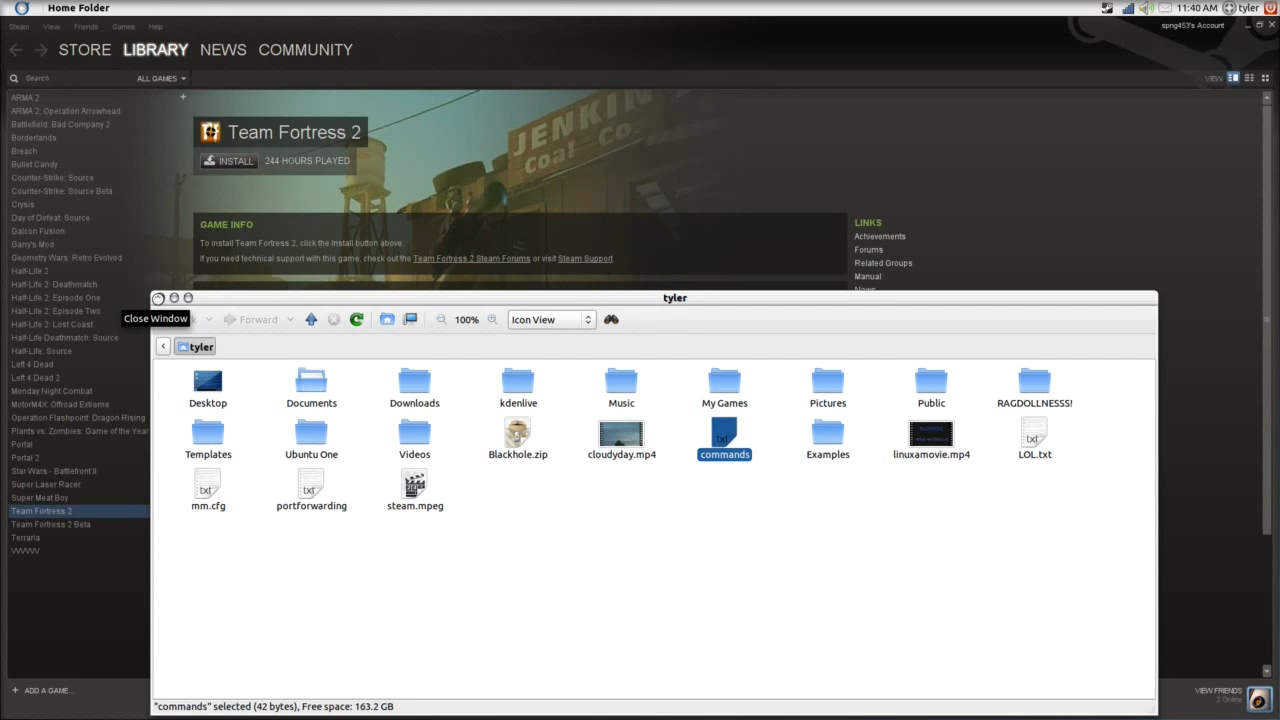 Home Folder
11:40 AM tyler
Steam View Friends Games Help
spng453's Account
STORE LIBRARY NEWS COMMUNITY
Search ALL GAMES VIEW
ARMA 2
ARMA 2: Operation Arrowhead
Battlefield: Bad Company 2
Borderlands
Breach
Bullet Candy
Counter-Strike: Source
Counter-Strike: Source Beta
Crysis
Day of Defeat: Source
Galcon Fusion
Garry's Mod
Geometry Wars: Retro Evolved
Half-Life 2
Half-Life 2: Deathmatch
Half-Life 2: Episode One
Half-Life 2: Episode Two
Half-Life 2: Lost Coast
Half-Life Deathmatch: Source
Half-Life: Source
Left 4 Dead
Left 4 Dead 2
Monday Night Combat
MotorM4X: Offroad Extreme
Operation Flashpoint: Dragon Rising
Plants vs. Zombies: Game of the Year
Portal
Portal 2
Star Wars - Battlefront II
Super Laser Racer
Super Meat Boy
Team Fortress 2
Team Fortress 2 Beta
Terraria
VVVVVV
+ ADD A GAME...
JENKIN
Coal Co.
Team Fortress 2
INSTALL 244 HOURS PLAYED
GAME INFO
To install Team Fortress 2, click the Install button above.
If you need technical support with this game, check out the Team Fortress 2 Steam Forums or visit Steam Support.
LINKS
Achievements
Forums
Related Groups
Manual
News
tyler
Close Window
Forward 100% Icon View
tyler
Desktop Documents Downloads kdenlive Music My Games Pictures Public RAGDOLLNESSS!
txt txt
Templates Ubuntu One Videos Blackhole.zip cloudyday.mp4 commands Examples linuxamovie.mp4 LOL.txt
txt txt
mm.cfg portforwarding steam.mpeg
"commands" selected (42 bytes), Free space: 163.2 GB
VIEW FRIENDS
2 Online